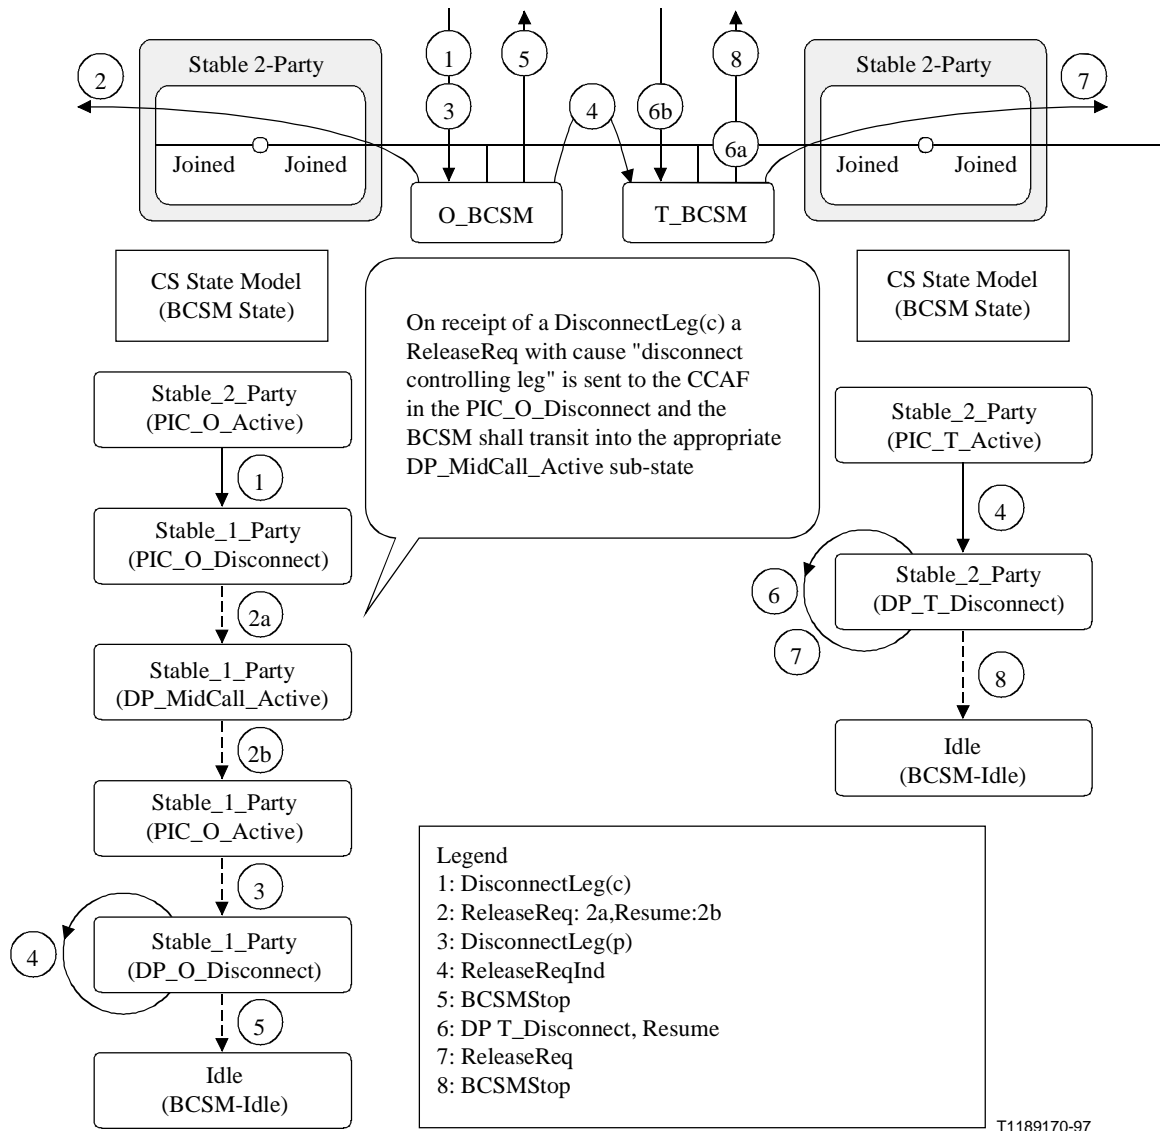 Stable 2-Party
Joined
Joined
2
1
3
5
4
6b
8
6a
Stable 2-Party
Joined
Joined
7
O_BCSM
T_BCSM
CS State Model
(BCSM State)
CS State Model
(BCSM State)
On receipt of a DisconnectLeg(c) a
ReleaseReq with cause "disconnect
controlling leg" is sent to the CCAF
in the PIC_O_Disconnect and the
BCSM shall transit into the appropriate
DP_MidCall_Active sub-state
Stable_2_Party
(PIC_O_Active)
1
Stable_1_Party
(PIC_O_Disconnect)
2a
Stable_1_Party
(DP_MidCall_Active)
2b
Stable_1_Party
(PIC_O_Active)
3
Stable_1_Party
(DP_O_Disconnect)
4
5
Idle
(BCSM-Idle)
Stable_2_Party
(PIC_T_Active)
4
Stable_2_Party
(DP_T_Disconnect)
6
7
8
Idle
(BCSM-Idle)
Legend
1: DisconnectLeg(c)
2: ReleaseReq: 2a,Resume:2b
3: DisconnectLeg(p)
4: ReleaseReqInd
5: BCSMStop
6: DP T_Disconnect, Resume
7: ReleaseReq
8: BCSMStop
T1189170-97